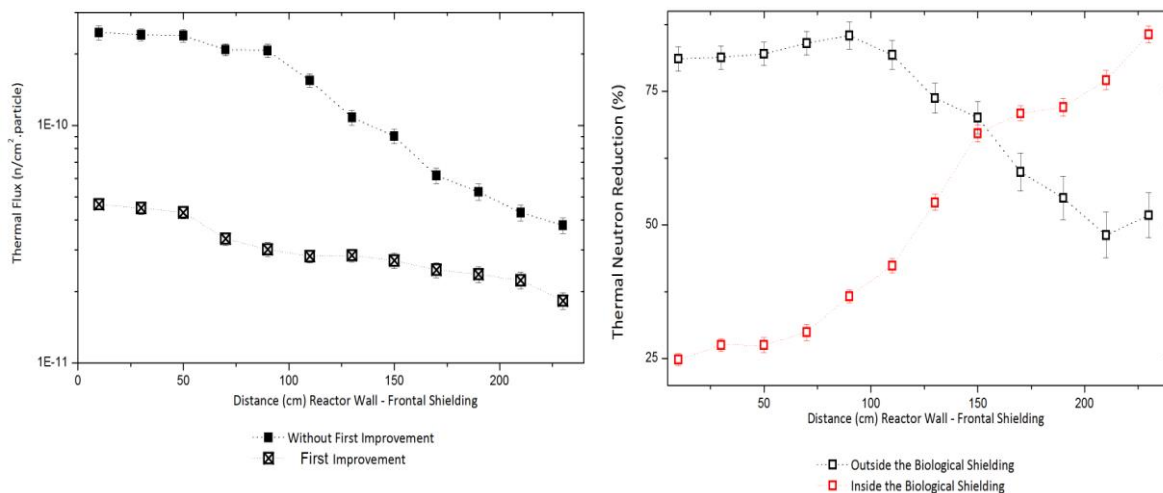 Thermal Flux (n/cm².particle)
1E-10
1E-11
0 50 100 150 200
Distance (cm) Reactor Wall - Frontal Shielding
Without First Improvement
First Improvement
Thermal Neutron Reduction (%)
75
50
25
50 100 150 200
Distance (cm) Reactor Wall - Frontal Shielding
Outside the Biological Shielding
Inside the Biological Shielding